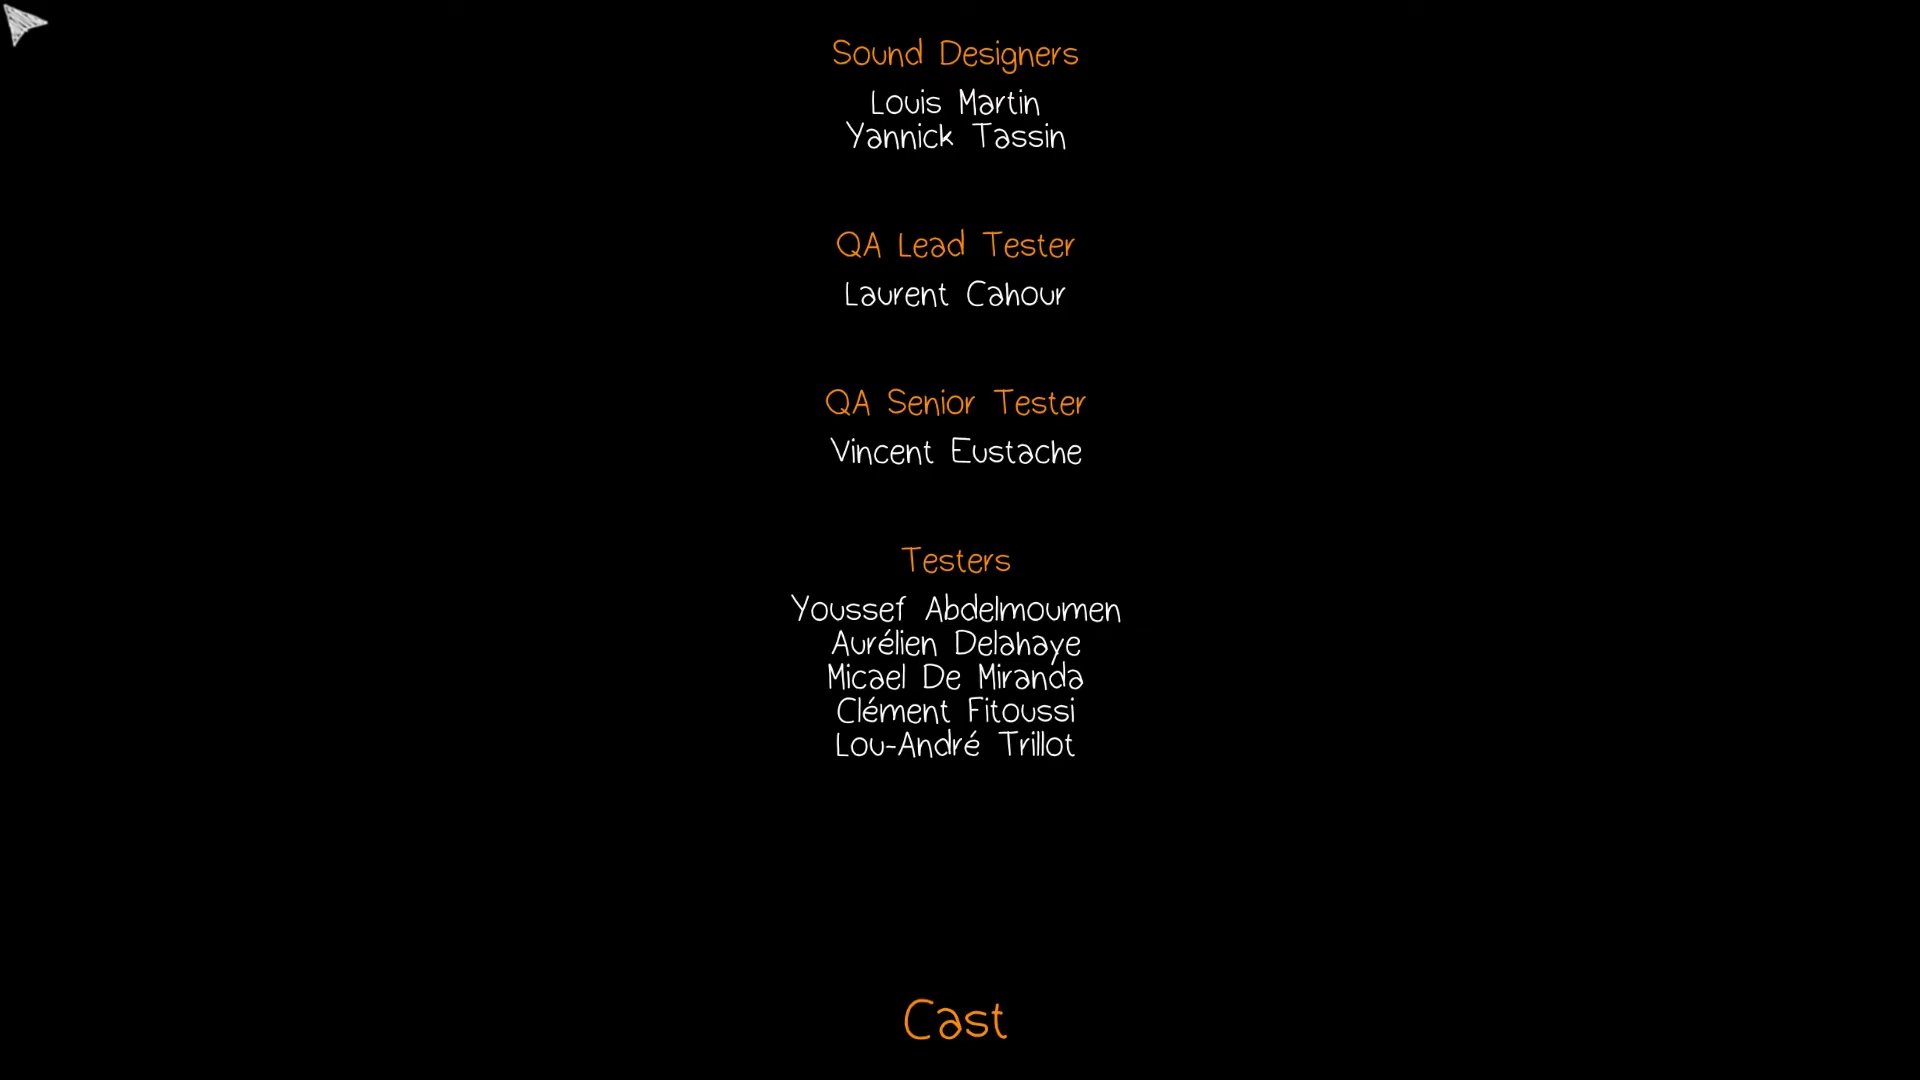 Sound Designers
Louis Martin
Yannick Tassin
QA Lead Tester
Laurent Cahour
QA Senior Tester
Vincent Eustache
Testers
Youssef Abdelmoumen
Aurélien Delahaye
Micael De Miranda
Clément Fitoussi
Lou-André Trillot
Cast